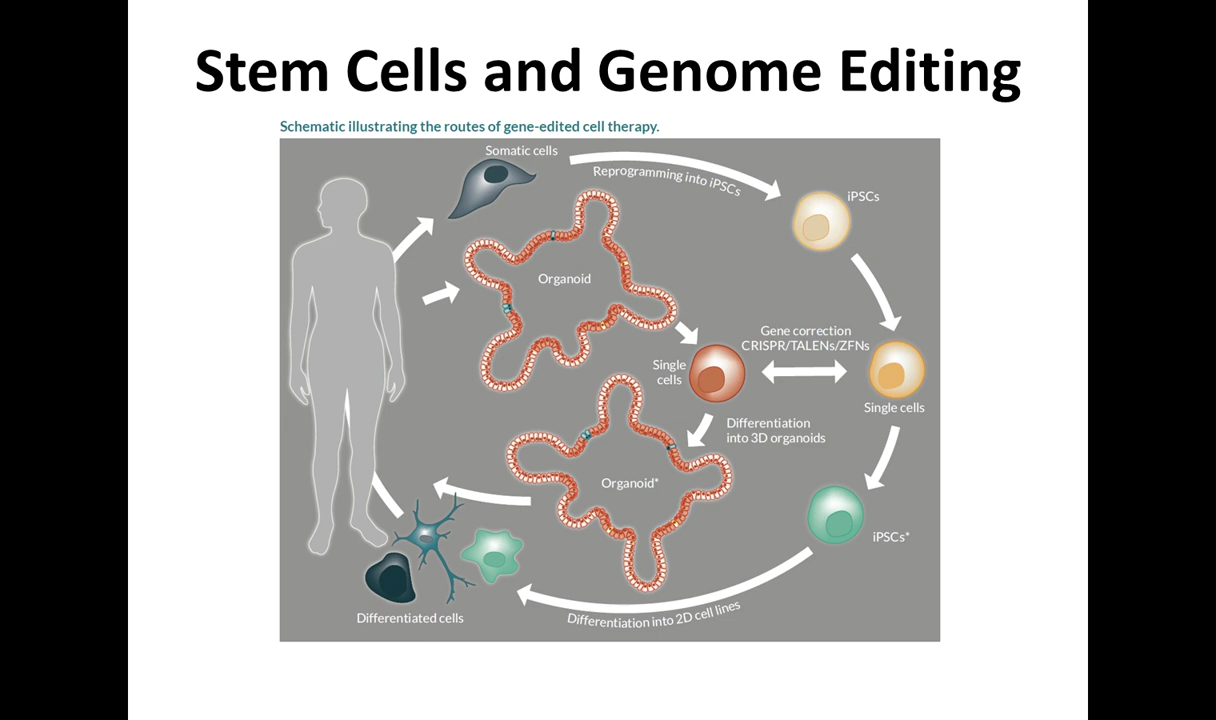 Stem Cells and Genome Editing
Schematic illustrating the routes of gene-edited cell therapy.
Somatic cells
Reprogramming into iPSCs
iPSCs
Organoid
Gene correction
CRISPR/TALENs/ZFNs
Single
cells
Single cells
Differentiation
into 3D organoids
Organoid*
iPSCs*
Differentiated cells
Differentiation into 2D cell lines